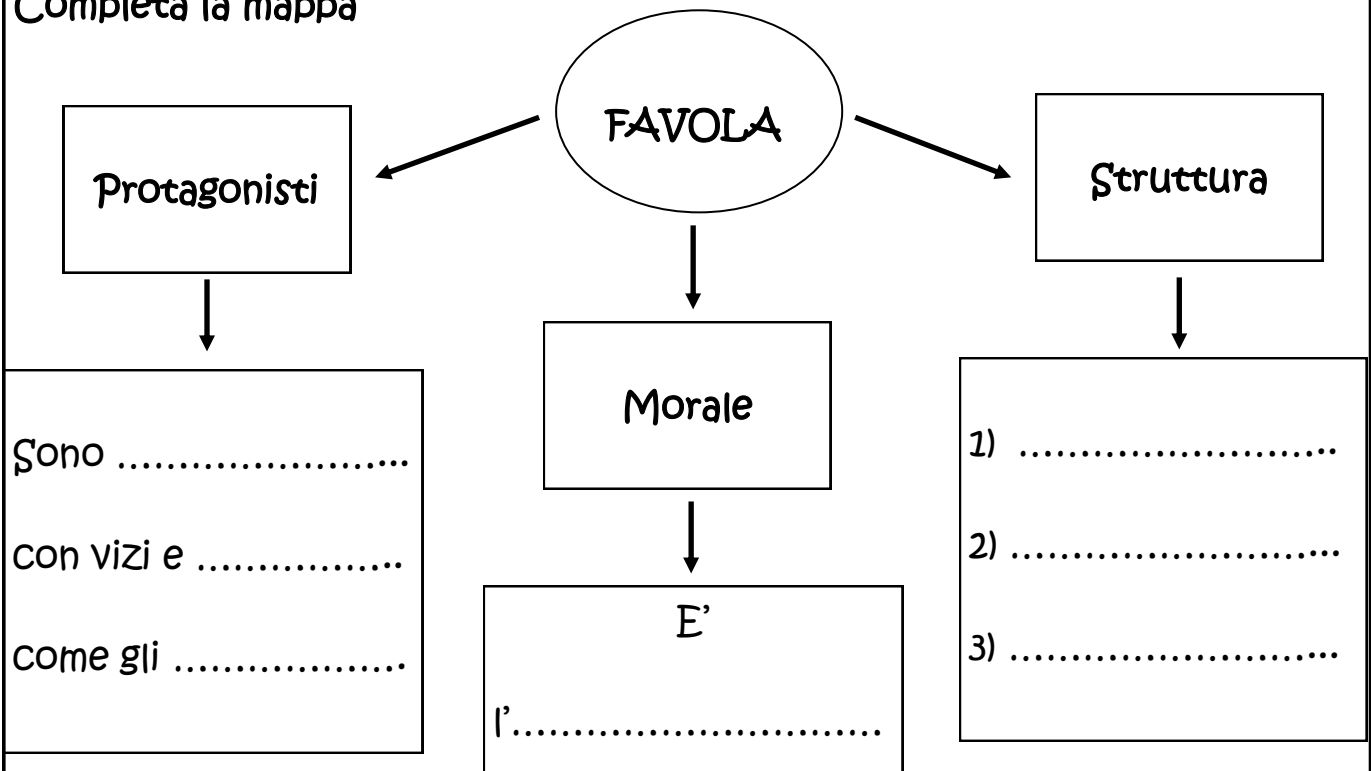 Completa la mappa
FAVOLA
Protagonisti
Struttura
Morale
Sono ........................
con vizi e .................
come gli ...................
E’
l’..............................
1) ..........................
2) ...........................
3) ...........................